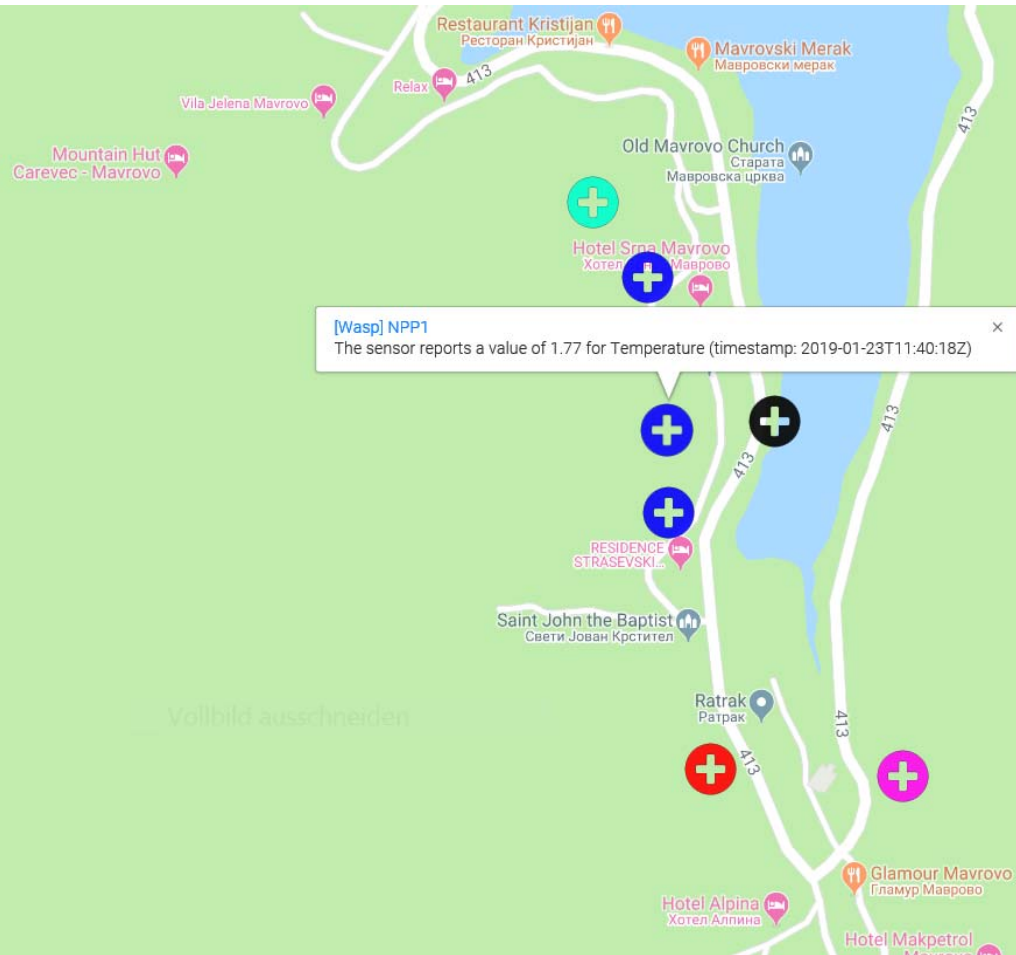 Restaurant Kristijan
Ресторан Кристијан
Mavrovski Merak
Мавровски мерак
413
Relax
Vila Jelena Mavrovo
413
Mountain Hut
Carevec - Mavrovo
Old Mavrovo Church
Старата
Мавровска црква
Hotel Srna Mavrovo
Маврово
[Wasp] NPP1
The sensor reports a value of 1.77 for Temperature (timestamp: 2019-01-23T11:40:18Z)
413
413
RESIDENCE
STRASEVSKI...
Saint John the Baptist
Свети Јован Крстител
Vollbild ausschneiden
Ratrak
Ратрак
413
413
Glamour Mavrovo
Гламур Маврово
Hotel Alpina
Хотел Алпина
Hotel Makpetrol